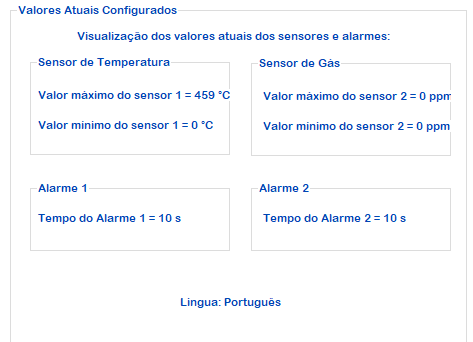 Valores Atuais Configurados
Visualização dos valores atuais dos sensores e alarmes:
Sensor de Temperatura
Valor máximo do sensor 1 = 459 °C
Valor minimo do sensor 1 = 0 °C
Sensor de Gás
Valor máximo do sensor 2 = 0 ppm
Valor minimo do sensor 2 = 0 ppm
Alarme 1
Tempo do Alarme 1 = 10 s
Alarme 2
Tempo do Alarme 2 = 10 s
Lingua: Português